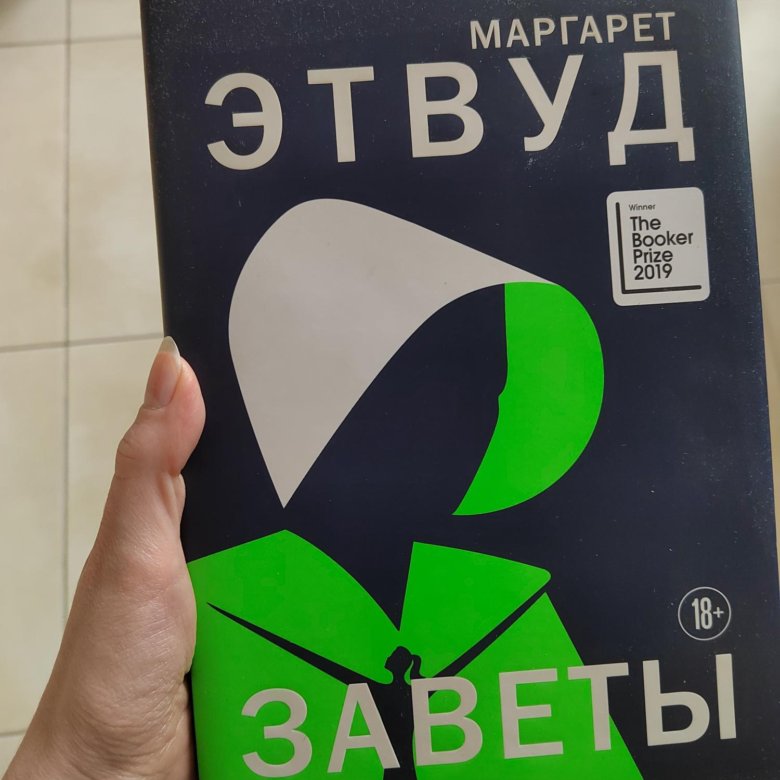 МАРГАРЕТ
ЭТВУД
Winner
The
Booker
Prize
2019
18+
ЗАВЕТЫ